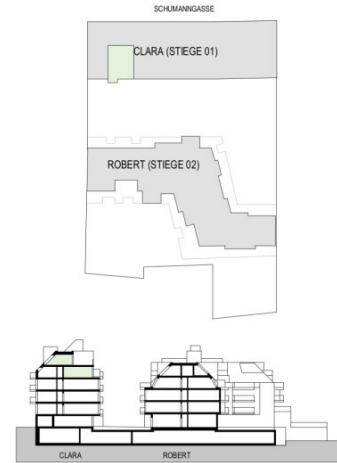 SCHUMANNGASSE
CLARA (STIEGE 01)
ROBERT (STIEGE 02)
CLARA
ROBERT